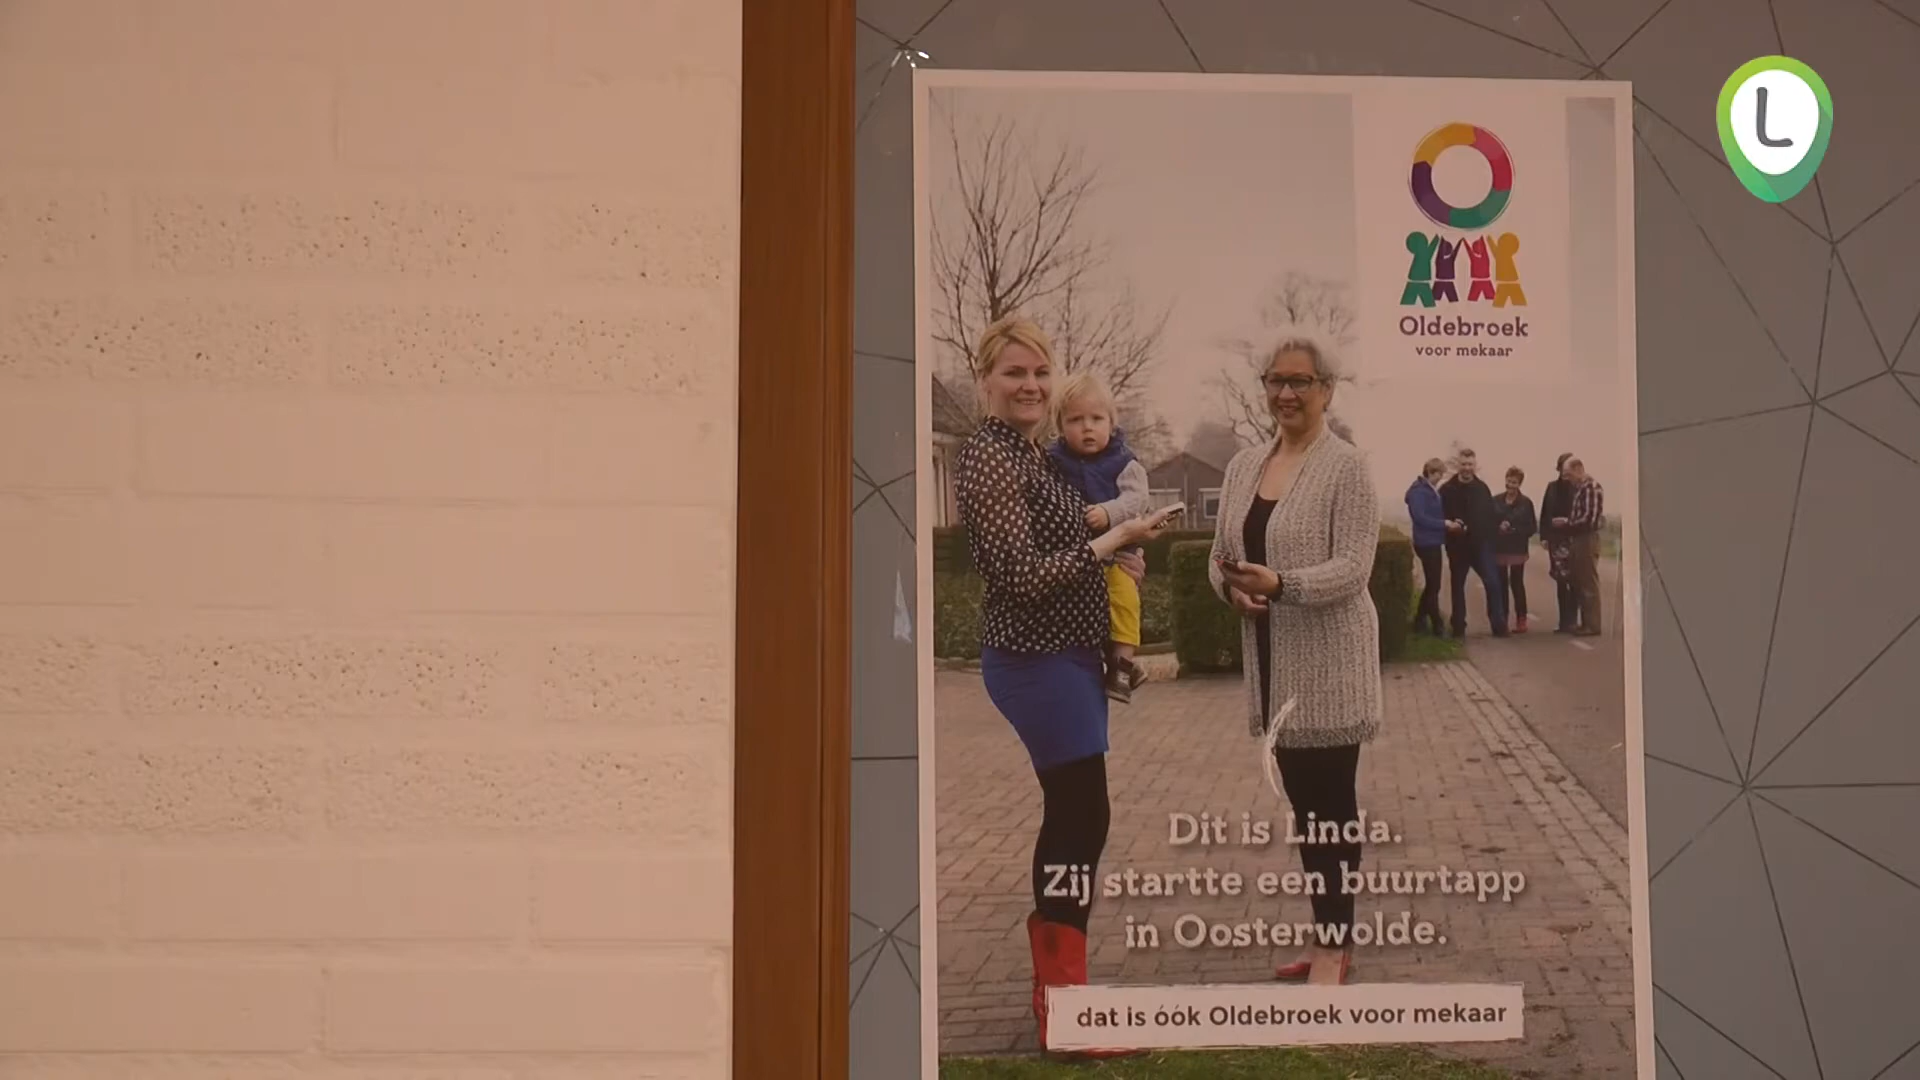 L
Oldebroek
voor mekaar
Dit is Linda.
Zij startte een buurtapp
in Oosterwolde.
dat is óók Oldebroek voor mekaar